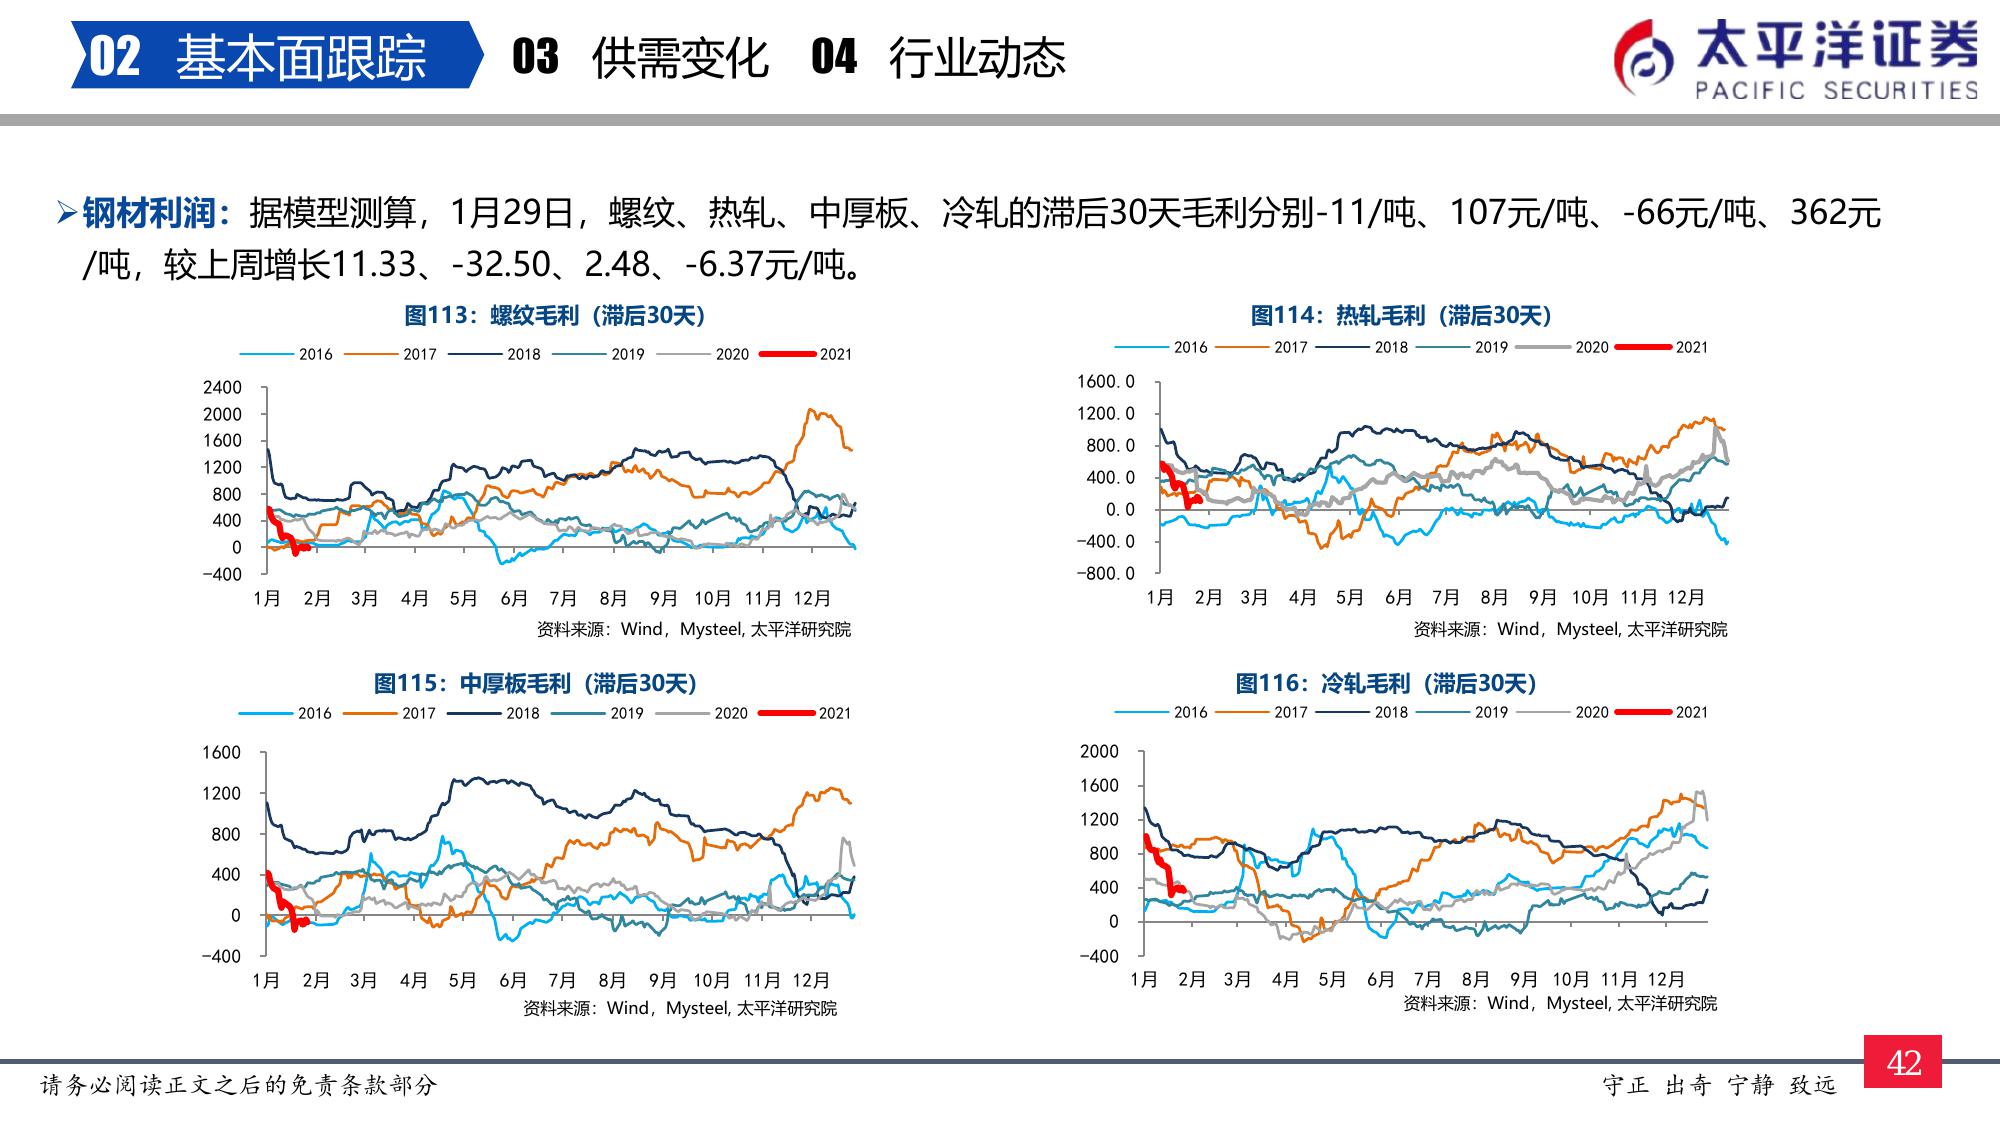 02 基本面跟踪 03 供需变化 04 行业动态
太平洋证券
PACIFIC SECURITIES
➢钢材利润：据模型测算，1月29日，螺纹、热轧、中厚板、冷轧的滞后30天毛利分别-11/吨、107元/吨、-66元/吨、362元
/吨，较上周增长11.33、-32.50、2.48、-6.37元/吨。
图113：螺纹毛利（滞后30天）
2016 2017 2018 2019 2020 2021
2400
2000
1600
1200
800
400
0
-400
1月 2月 3月 4月 5月 6月 7月 8月 9月 10月 11月 12月
资料来源：Wind，Mysteel, 太平洋研究院
图114：热轧毛利（滞后30天）
2016 2017 2018 2019 2020 2021
1600.0
1200.0
800.0
400.0
0.0
-400.0
-800.0
1月 2月 3月 4月 5月 6月 7月 8月 9月 10月 11月 12月
资料来源：Wind，Mysteel, 太平洋研究院
图115：中厚板毛利（滞后30天）
2016 2017 2018 2019 2020 2021
1600
1200
800
400
0
-400
1月 2月 3月 4月 5月 6月 7月 8月 9月 10月 11月 12月
资料来源：Wind，Mysteel, 太平洋研究院
图116：冷轧毛利（滞后30天）
2016 2017 2018 2019 2020 2021
2000
1600
1200
800
400
0
-400
1月 2月 3月 4月 5月 6月 7月 8月 9月 10月 11月 12月
资料来源：Wind，Mysteel, 太平洋研究院
请务必阅读正文之后的免责条款部分
守正 出奇 宁静 致远
42